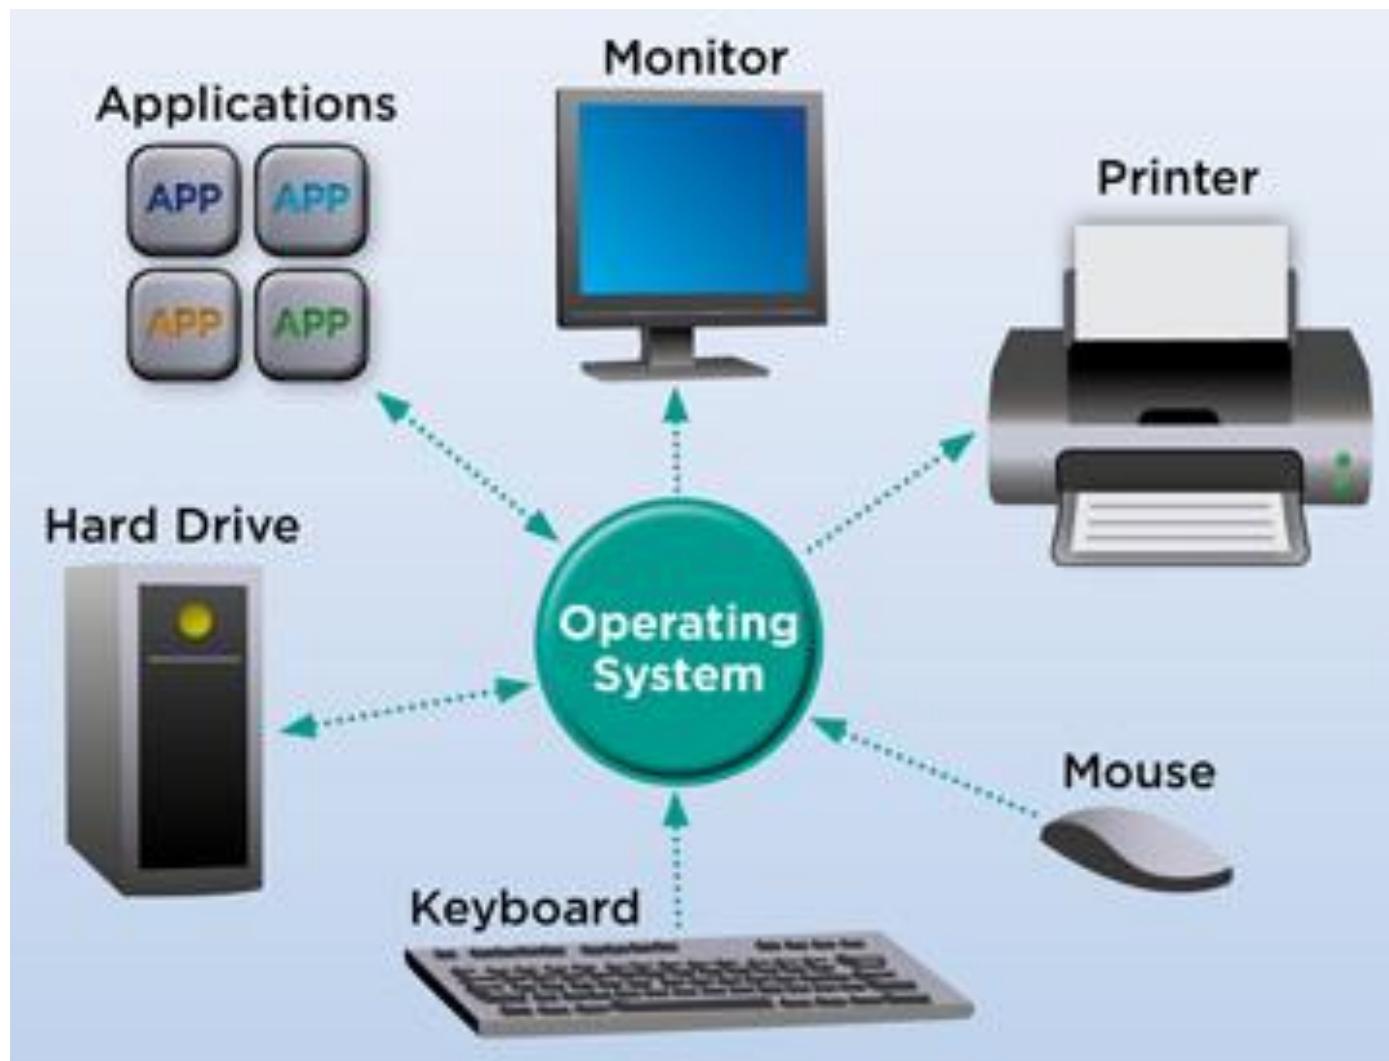 Monitor
Applications
APP APP
APP APP
Printer
Hard Drive
Operating
System
Mouse
Keyboard